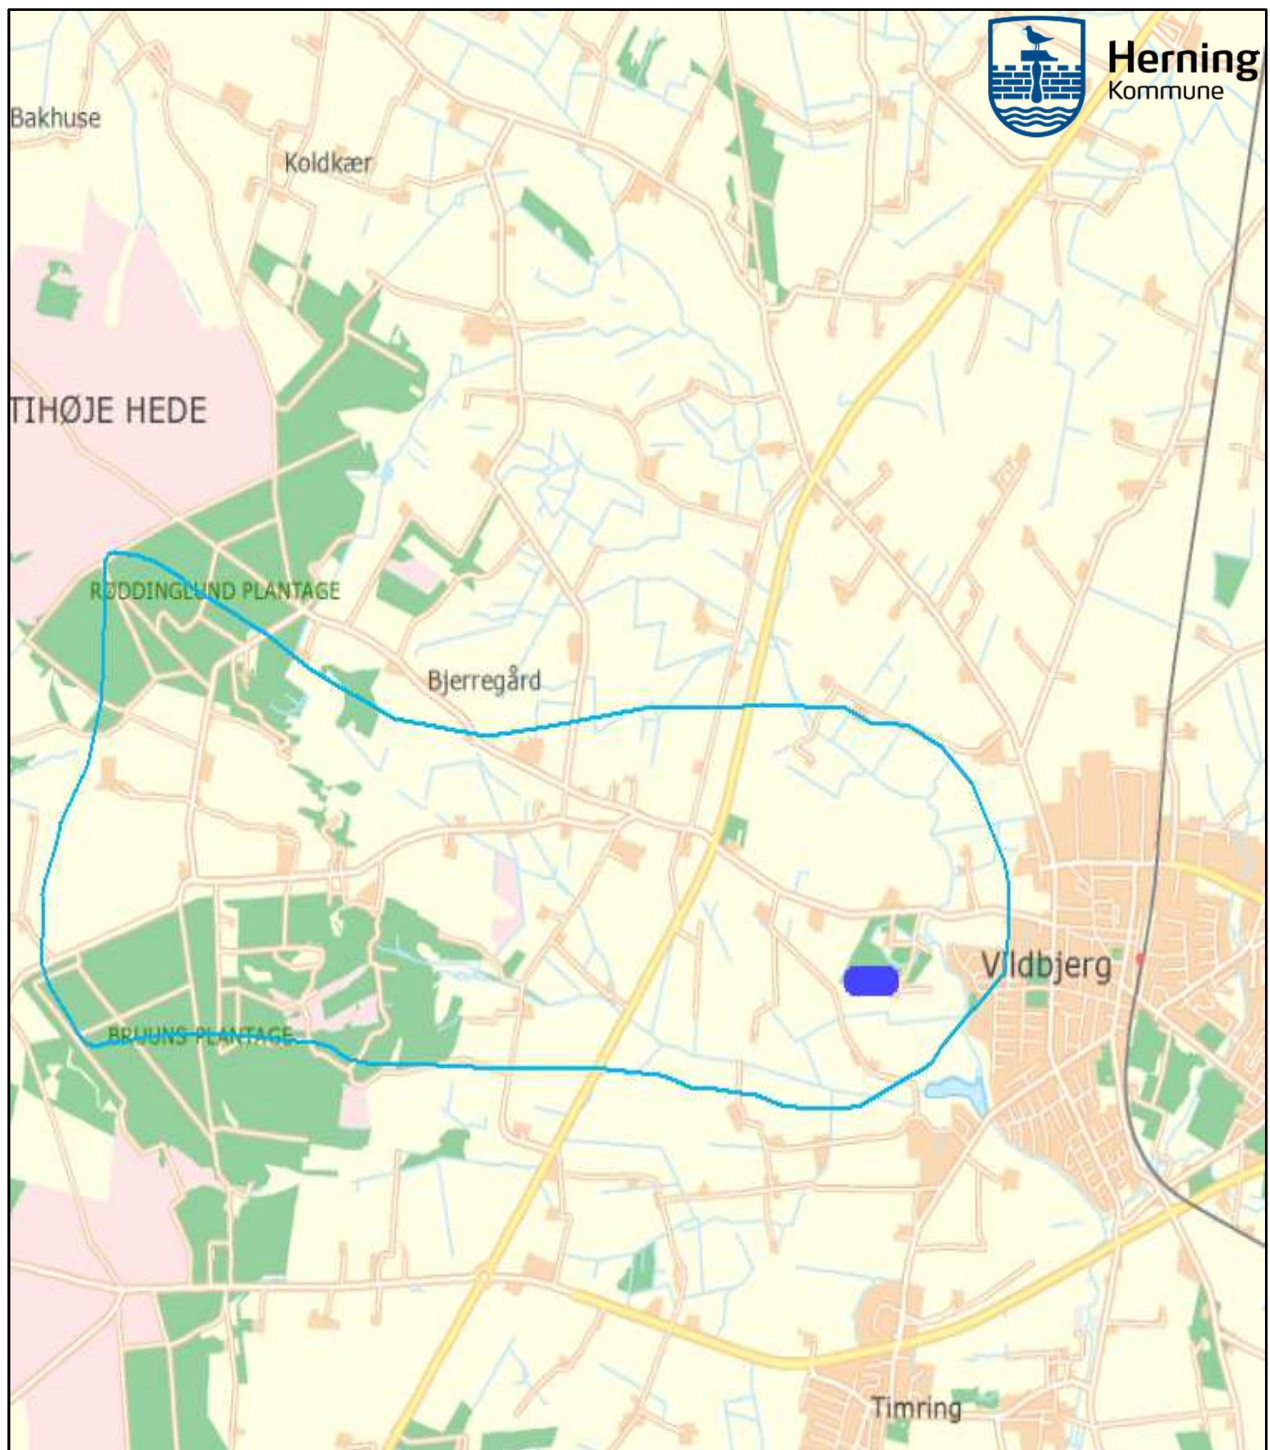 Herning
Kommune
Bakhuse
Koldkær
TIHØJE HEDE
RØDDINGLUND PLANTAGE
Bjerregård
Vildbjerg
BRUUNS PLANTAGE
Timring